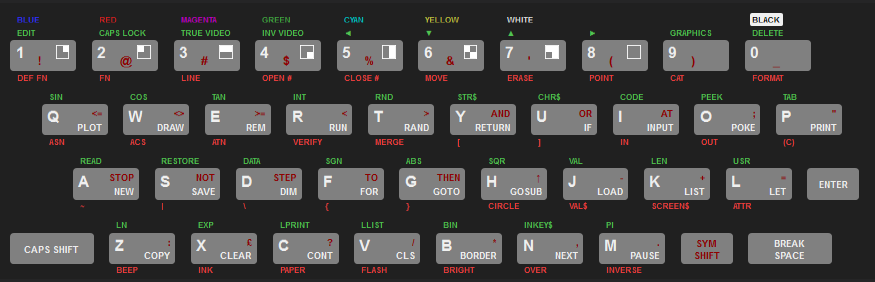 BLUE RED MAGENTA GREEN CYAN YELLOW WHITE BLACK
EDIT CAPS LOCK TRUE VIDEO INV VIDEO ◄ ▼ ▲ ► GRAPHICS DELETE
1 ! 2 @ 3 # 4 $ 5 % 6 & 7 ' 8 ( 9 ) 0 _
DEF FN FN LINE OPEN # CLOSE # MOVE ERASE POINT CAT FORMAT
SIN COS TAN INT RND STR$ CHR$ CODE PEEK TAB
Q <= W <> E >= R < T > Y AND U OR I AT O ; P "
PLOT DRAW REM RUN RAND RETURN IF INPUT POKE PRINT
ASN ACS ATN VERIFY MERGE [ ] IN OUT (C)
READ RESTORE DATA SGN ABS SQR VAL LEN USR
A STOP S NOT D STEP F TO G THEN H ↑ J - K + L = ENTER
NEW SAVE DIM FOR GOTO GOSUB LOAD LIST LET
~ | \ { } CIRCLE VAL$ SCREEN$ ATTR
LN EXP LPRINT LLIST BIN INKEY$ PI
CAPS SHIFT Z : X £ C ? V / B * N , M . SYM SHIFT BREAK SPACE
COPY CLEAR CONT CLS BORDER NEXT PAUSE
BEEP INK PAPER FLASH BRIGHT OVER INVERSE